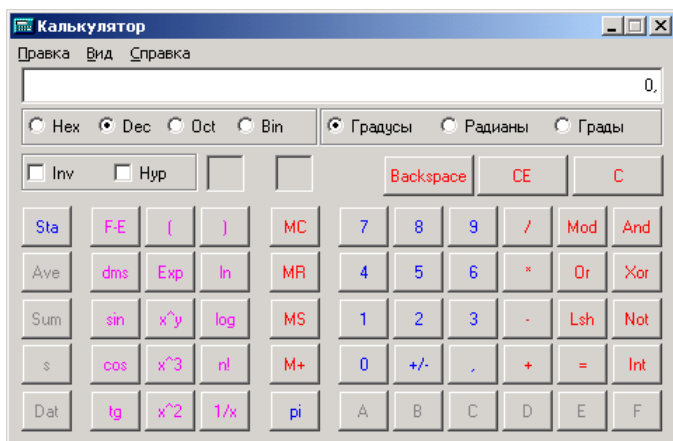 Калькулятор
Правка Вид Справка
0,
Hex Dec Oct Bin Градусы Радианы Грады
Inv Hyp Backspace CE C
Sta F-E ( ) MC 7 8 9 / Mod And
Ave dms Exp ln MR 4 5 6 * Or Xor
Sum sin x^y log MS 1 2 3 - Lsh Not
s cos x^3 n! M+ 0 +/- , + = Int
Dat tg x^2 1/x pi A B C D E F